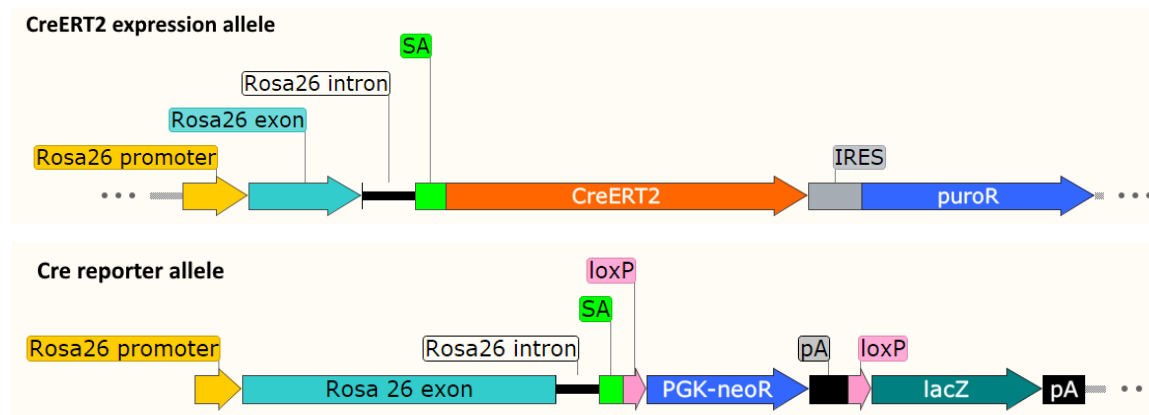 CreERT2 expression allele
SA
Rosa26 intron
Rosa26 exon
Rosa26 promoter
IRES
CreERT2
puroR
Cre reporter allele
loxP
SA
Rosa26 promoter
Rosa26 intron
pA
loxP
Rosa 26 exon
PGK-neoR
lacZ
pA